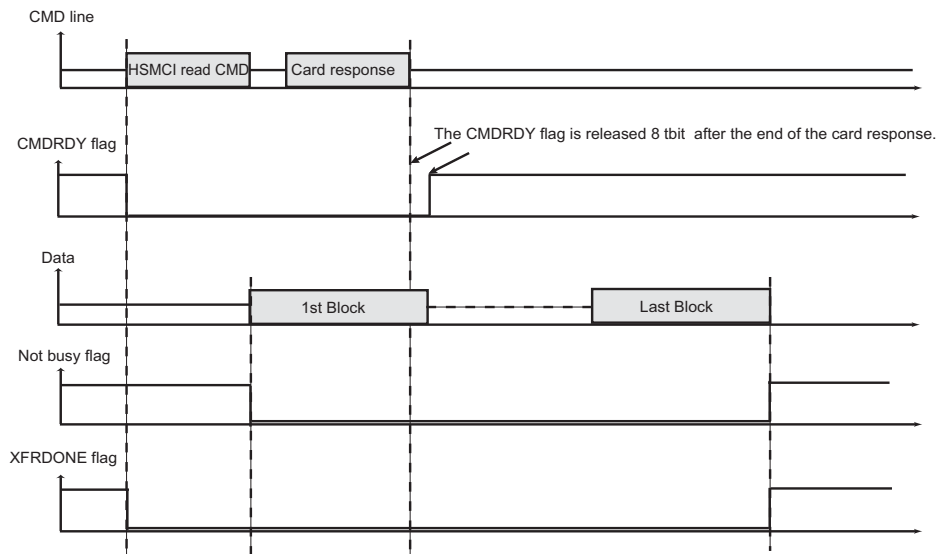 CMD line
HSMCI read CMD
Card response
The CMDRDY flag is released 8 tbit after the end of the card response.
CMDRDY flag
Data
1st Block
Last Block
Not busy flag
XFRDONE flag